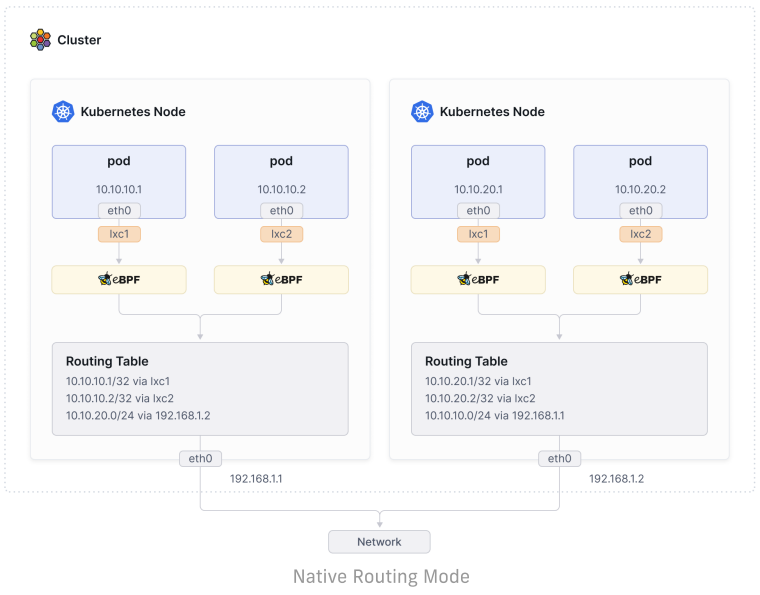 Cluster
Kubernetes Node
pod
10.10.10.1
eth0
lxc1
eBPF
pod
10.10.10.2
eth0
lxc2
eBPF
Routing Table
10.10.10.1/32 via lxc1
10.10.10.2/32 via lxc2
10.10.20.0/24 via 192.168.1.2
eth0
192.168.1.1
Kubernetes Node
pod
10.10.20.1
eth0
lxc1
eBPF
pod
10.10.20.2
eth0
lxc2
eBPF
Routing Table
10.10.20.1/32 via lxc1
10.10.20.2/32 via lxc2
10.10.10.0/24 via 192.168.1.1
eth0
192.168.1.2
Network
Native Routing Mode